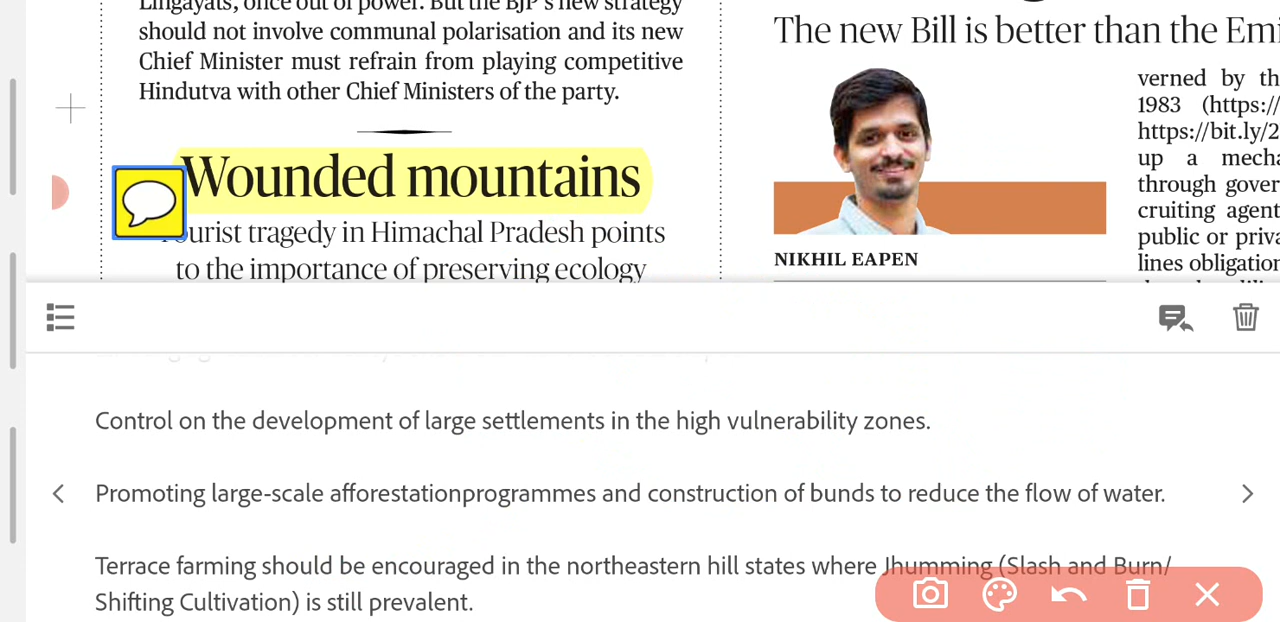 Lingayats, once out of power. But the BJP's new strategy
should not involve communal polarisation and its new
Chief Minister must refrain from playing competitive
Hindutva with other Chief Ministers of the party.
Wounded mountains
Tourist tragedy in Himachal Pradesh points
to the importance of preserving ecology
The new Bill is better than the Emi
NIKHIL EAPEN
verned by th
1983 (https://
https://bit.ly/2
up a mecha
through gover
cruiting agent
public or priva
lines obligation
Control on the development of large settlements in the high vulnerability zones.
Promoting large-scale afforestationprogrammes and construction of bunds to reduce the flow of water.
Terrace farming should be encouraged in the northeastern hill states where Jhumming (Slash and Burn/
Shifting Cultivation) is still prevalent.